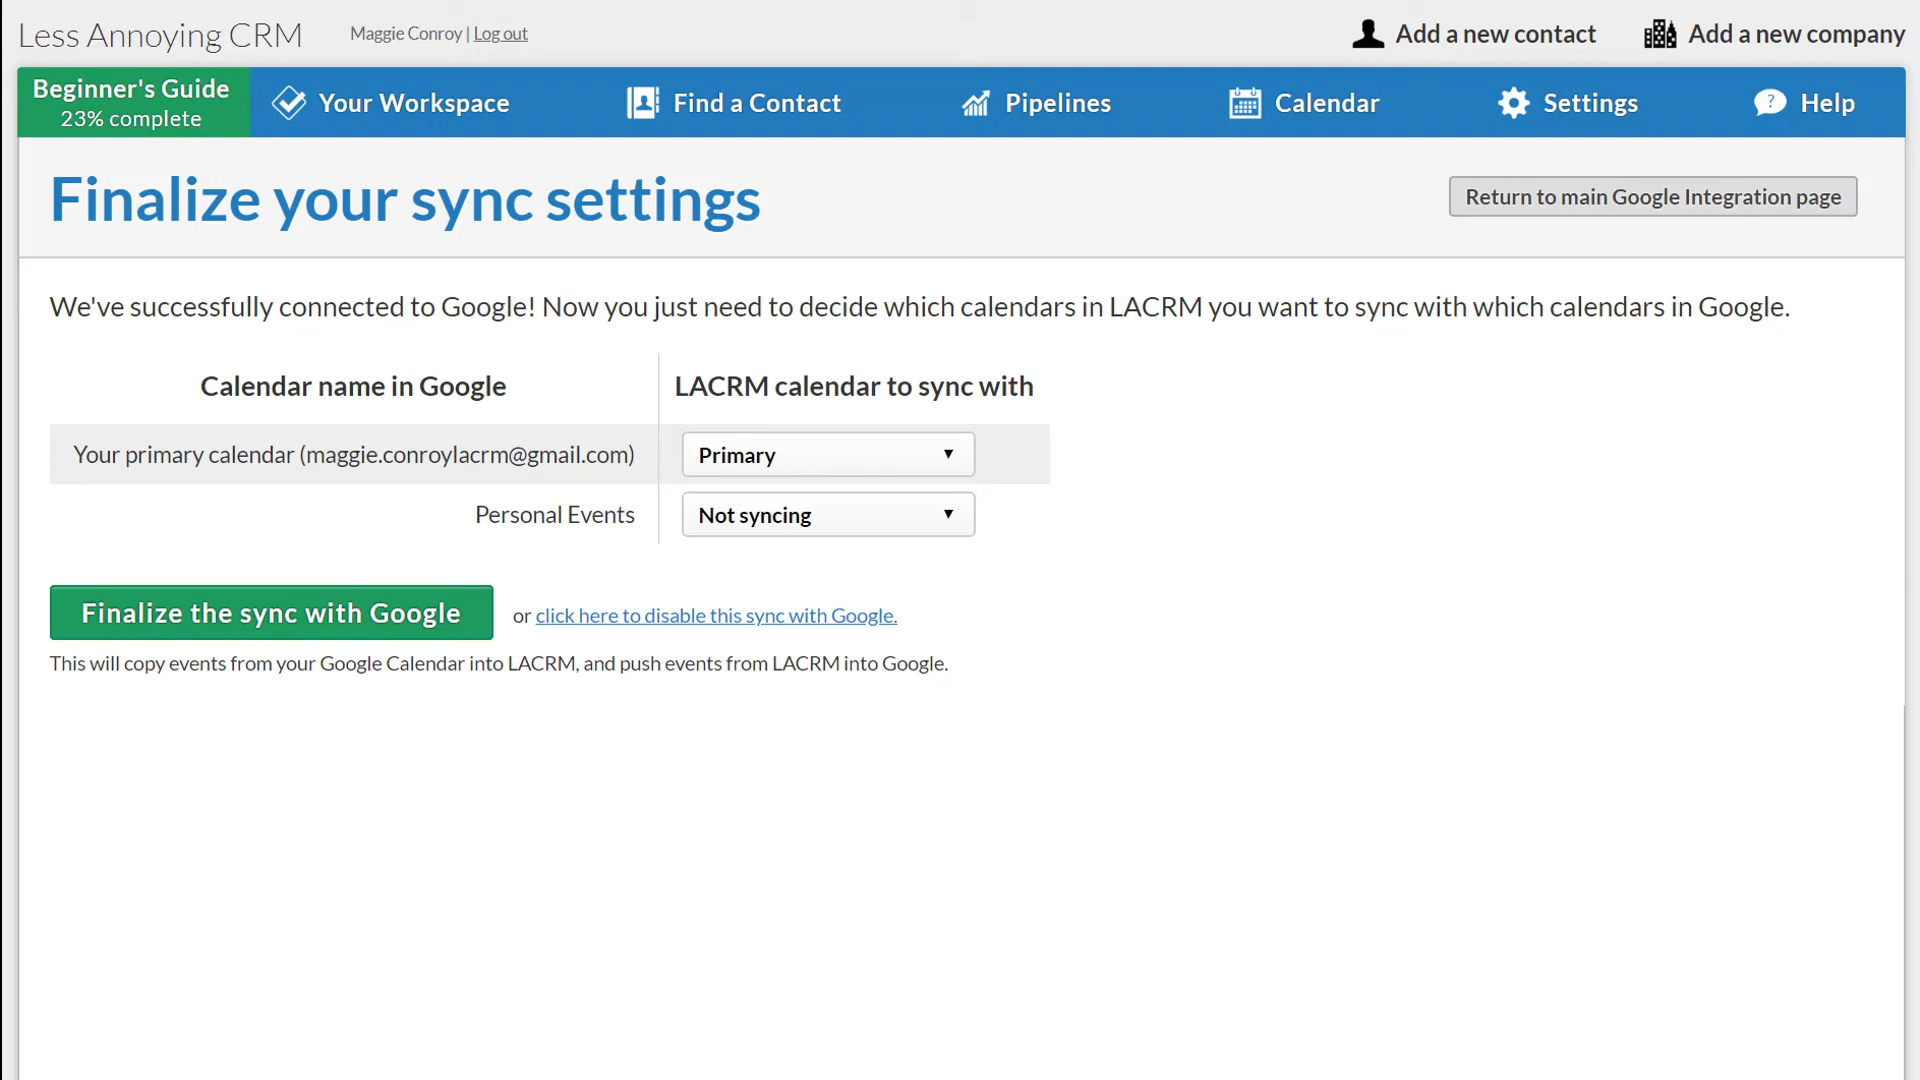 Less Annoying CRM
Maggie Conroy | Log out
Add a new contact
Add a new company
Beginner's Guide
23% complete
Your Workspace
Find a Contact
Pipelines
Calendar
Settings
? Help
Finalize your sync settings
Return to main Google Integration page
We've successfully connected to Google! Now you just need to decide which calendars in LACRM you want to sync with which calendars in Google.
Calendar name in Google
LACRM calendar to sync with
Your primary calendar (maggie.conroylacrm@gmail.com)
Primary
Personal Events
Not syncing
Finalize the sync with Google
or click here to disable this sync with Google.
This will copy events from your Google Calendar into LACRM, and push events from LACRM into Google.